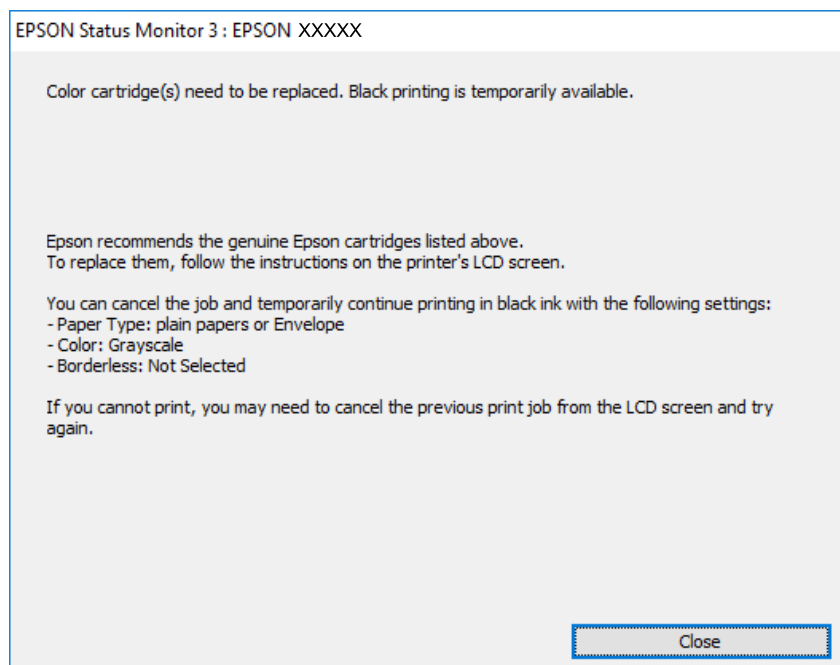 EPSON Status Monitor 3 : EPSON XXXXX
Color cartridge(s) need to be replaced. Black printing is temporarily available.
Epson recommends the genuine Epson cartridges listed above.
To replace them, follow the instructions on the printer's LCD screen.
You can cancel the job and temporarily continue printing in black ink with the following settings:
- Paper Type: plain papers or Envelope
- Color: Grayscale
- Borderless: Not Selected
If you cannot print, you may need to cancel the previous print job from the LCD screen and try
again.
Close